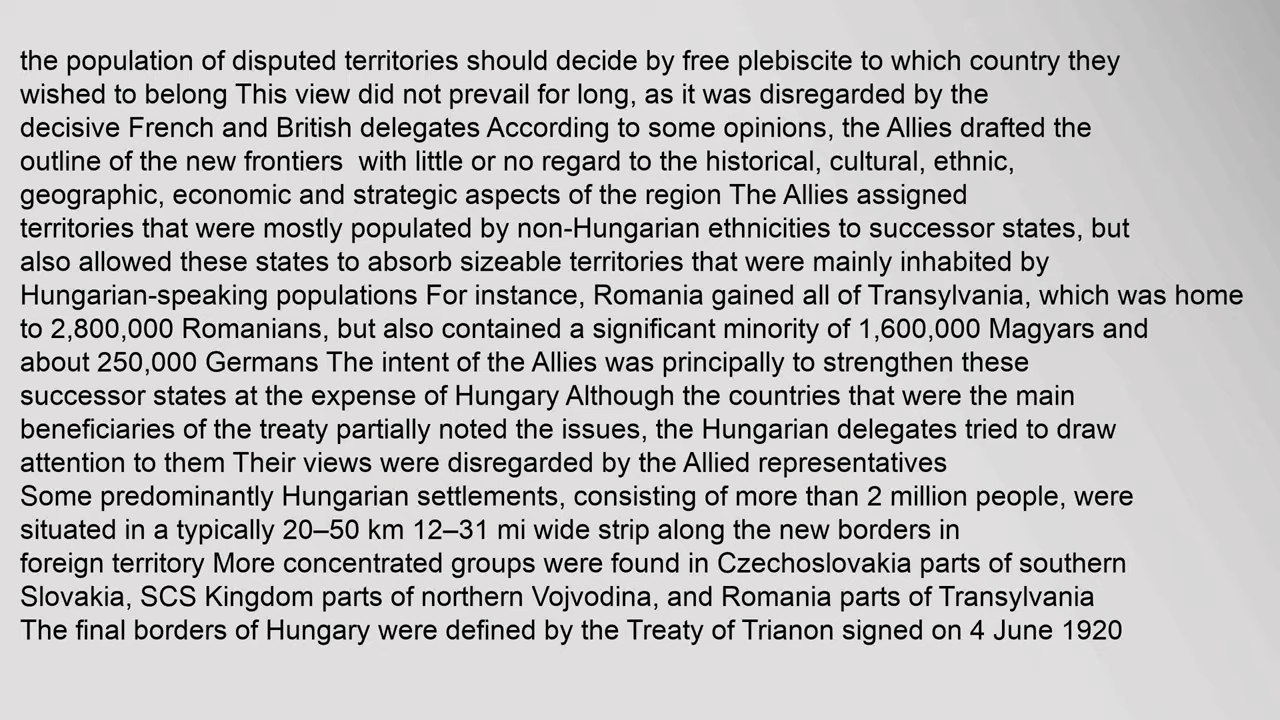 the population of disputed territories should decide by free plebiscite to which country they
wished to belong This view did not prevail for long, as it was disregarded by the
decisive French and British delegates According to some opinions, the Allies drafted the
outline of the new frontiers  with little or no regard to the historical, cultural, ethnic,
geographic, economic and strategic aspects of the region The Allies assigned
territories that were mostly populated by non-Hungarian ethnicities to successor states, but
also allowed these states to absorb sizeable territories that were mainly inhabited by
Hungarian-speaking populations For instance, Romania gained all of Transylvania, which was home
to 2,800,000 Romanians, but also contained a significant minority of 1,600,000 Magyars and
about 250,000 Germans The intent of the Allies was principally to strengthen these
successor states at the expense of Hungary Although the countries that were the main
beneficiaries of the treaty partially noted the issues, the Hungarian delegates tried to draw
attention to them Their views were disregarded by the Allied representatives
Some predominantly Hungarian settlements, consisting of more than 2 million people, were
situated in a typically 20–50 km 12–31 mi wide strip along the new borders in
foreign territory More concentrated groups were found in Czechoslovakia parts of southern
Slovakia, SCS Kingdom parts of northern Vojvodina, and Romania parts of Transylvania
The final borders of Hungary were defined by the Treaty of Trianon signed on 4 June 1920